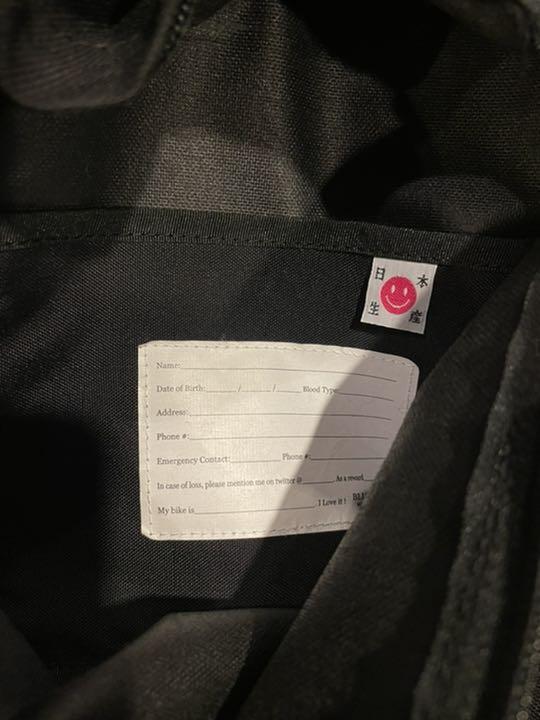 日本
生産
Name:
Date of Birth: / / Blood Type
Address:
Phone #:
Emergency Contact: Phone #:
In case of loss, please mention me on twitter @ As a reward,
My bike is I Love it !